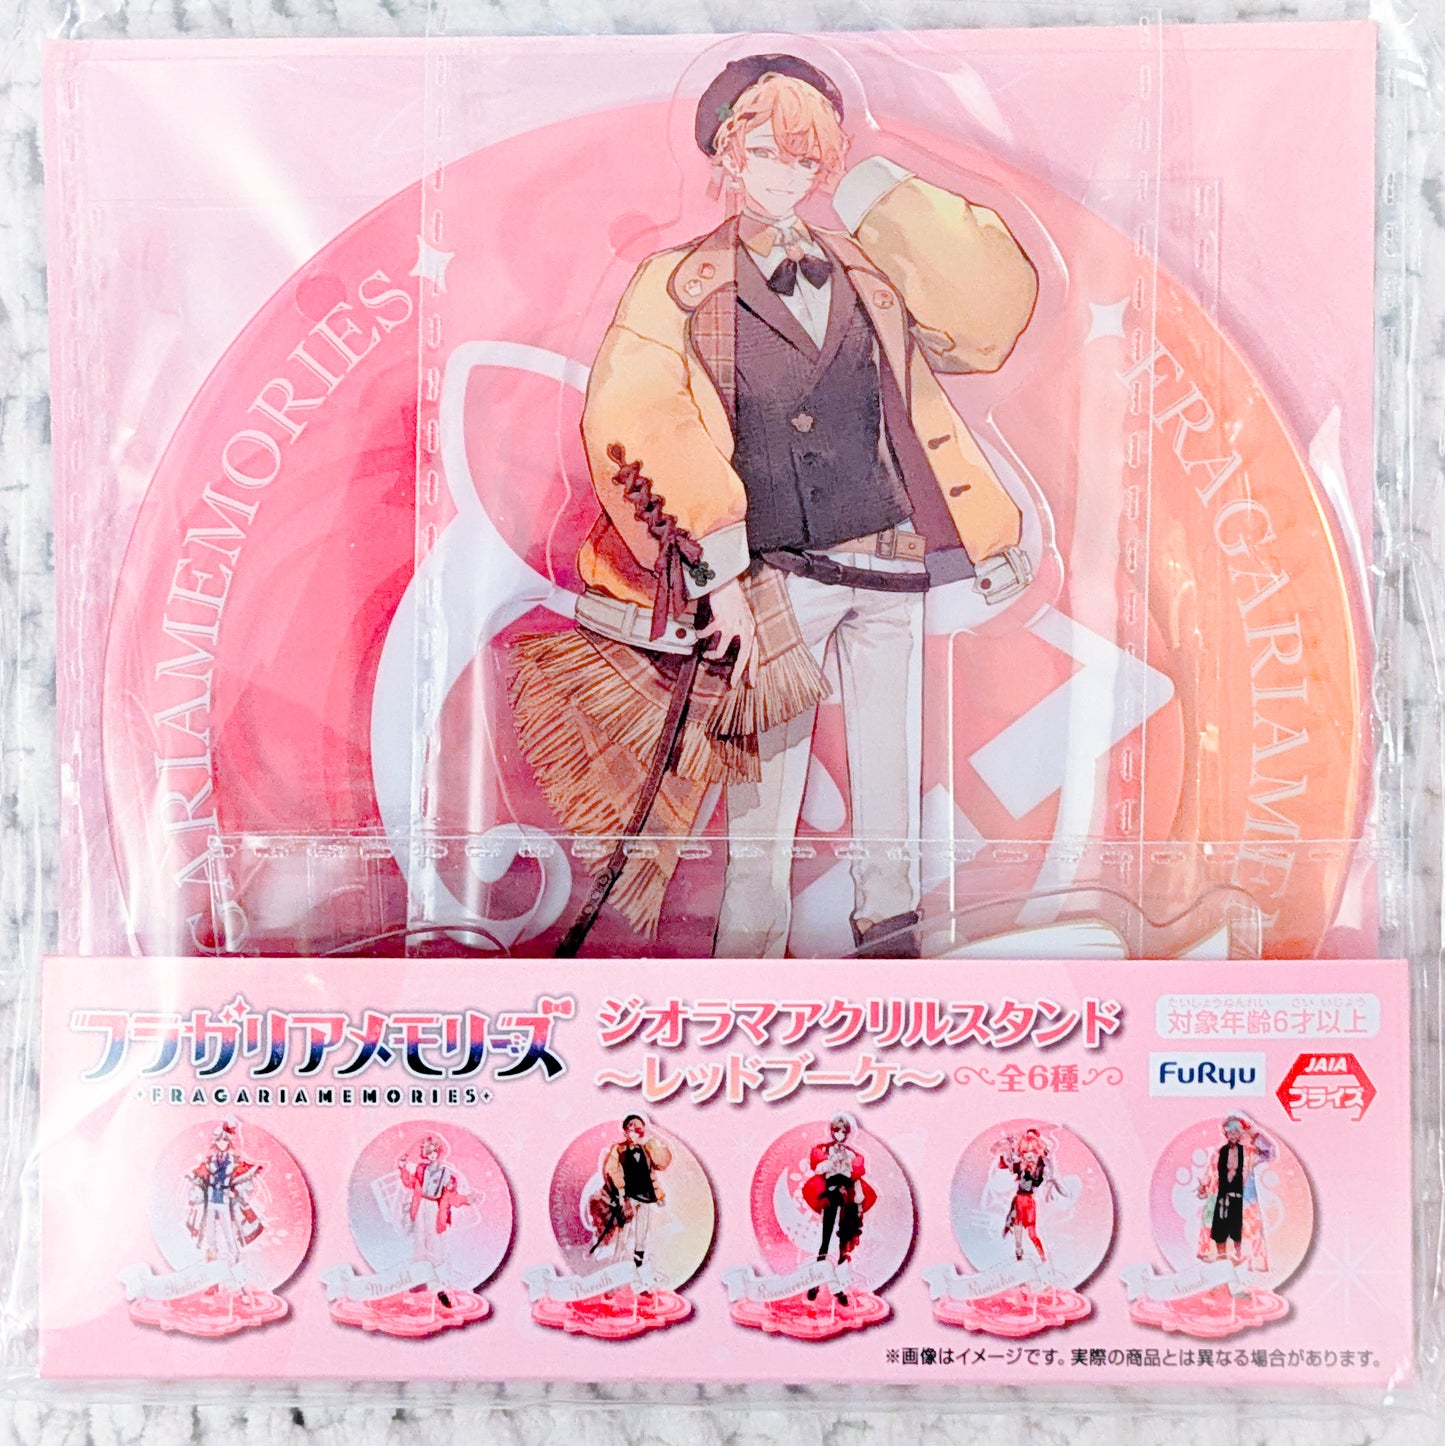 FRAGARIAMEMORIES
FRAGARIAMEMORIES
フラガリアメモリーズ
FRAGARIAMEMORIES
ジオラマアクリルスタンド
～レッドブーケ～ 全6種
たいしょうねんれい さい いじょう
対象年齢6才以上
FuRyu
JAIA
プライズ
Merold
Romarricha
Romaha
※画像はイメージです。実際の商品とは異なる場合があります。